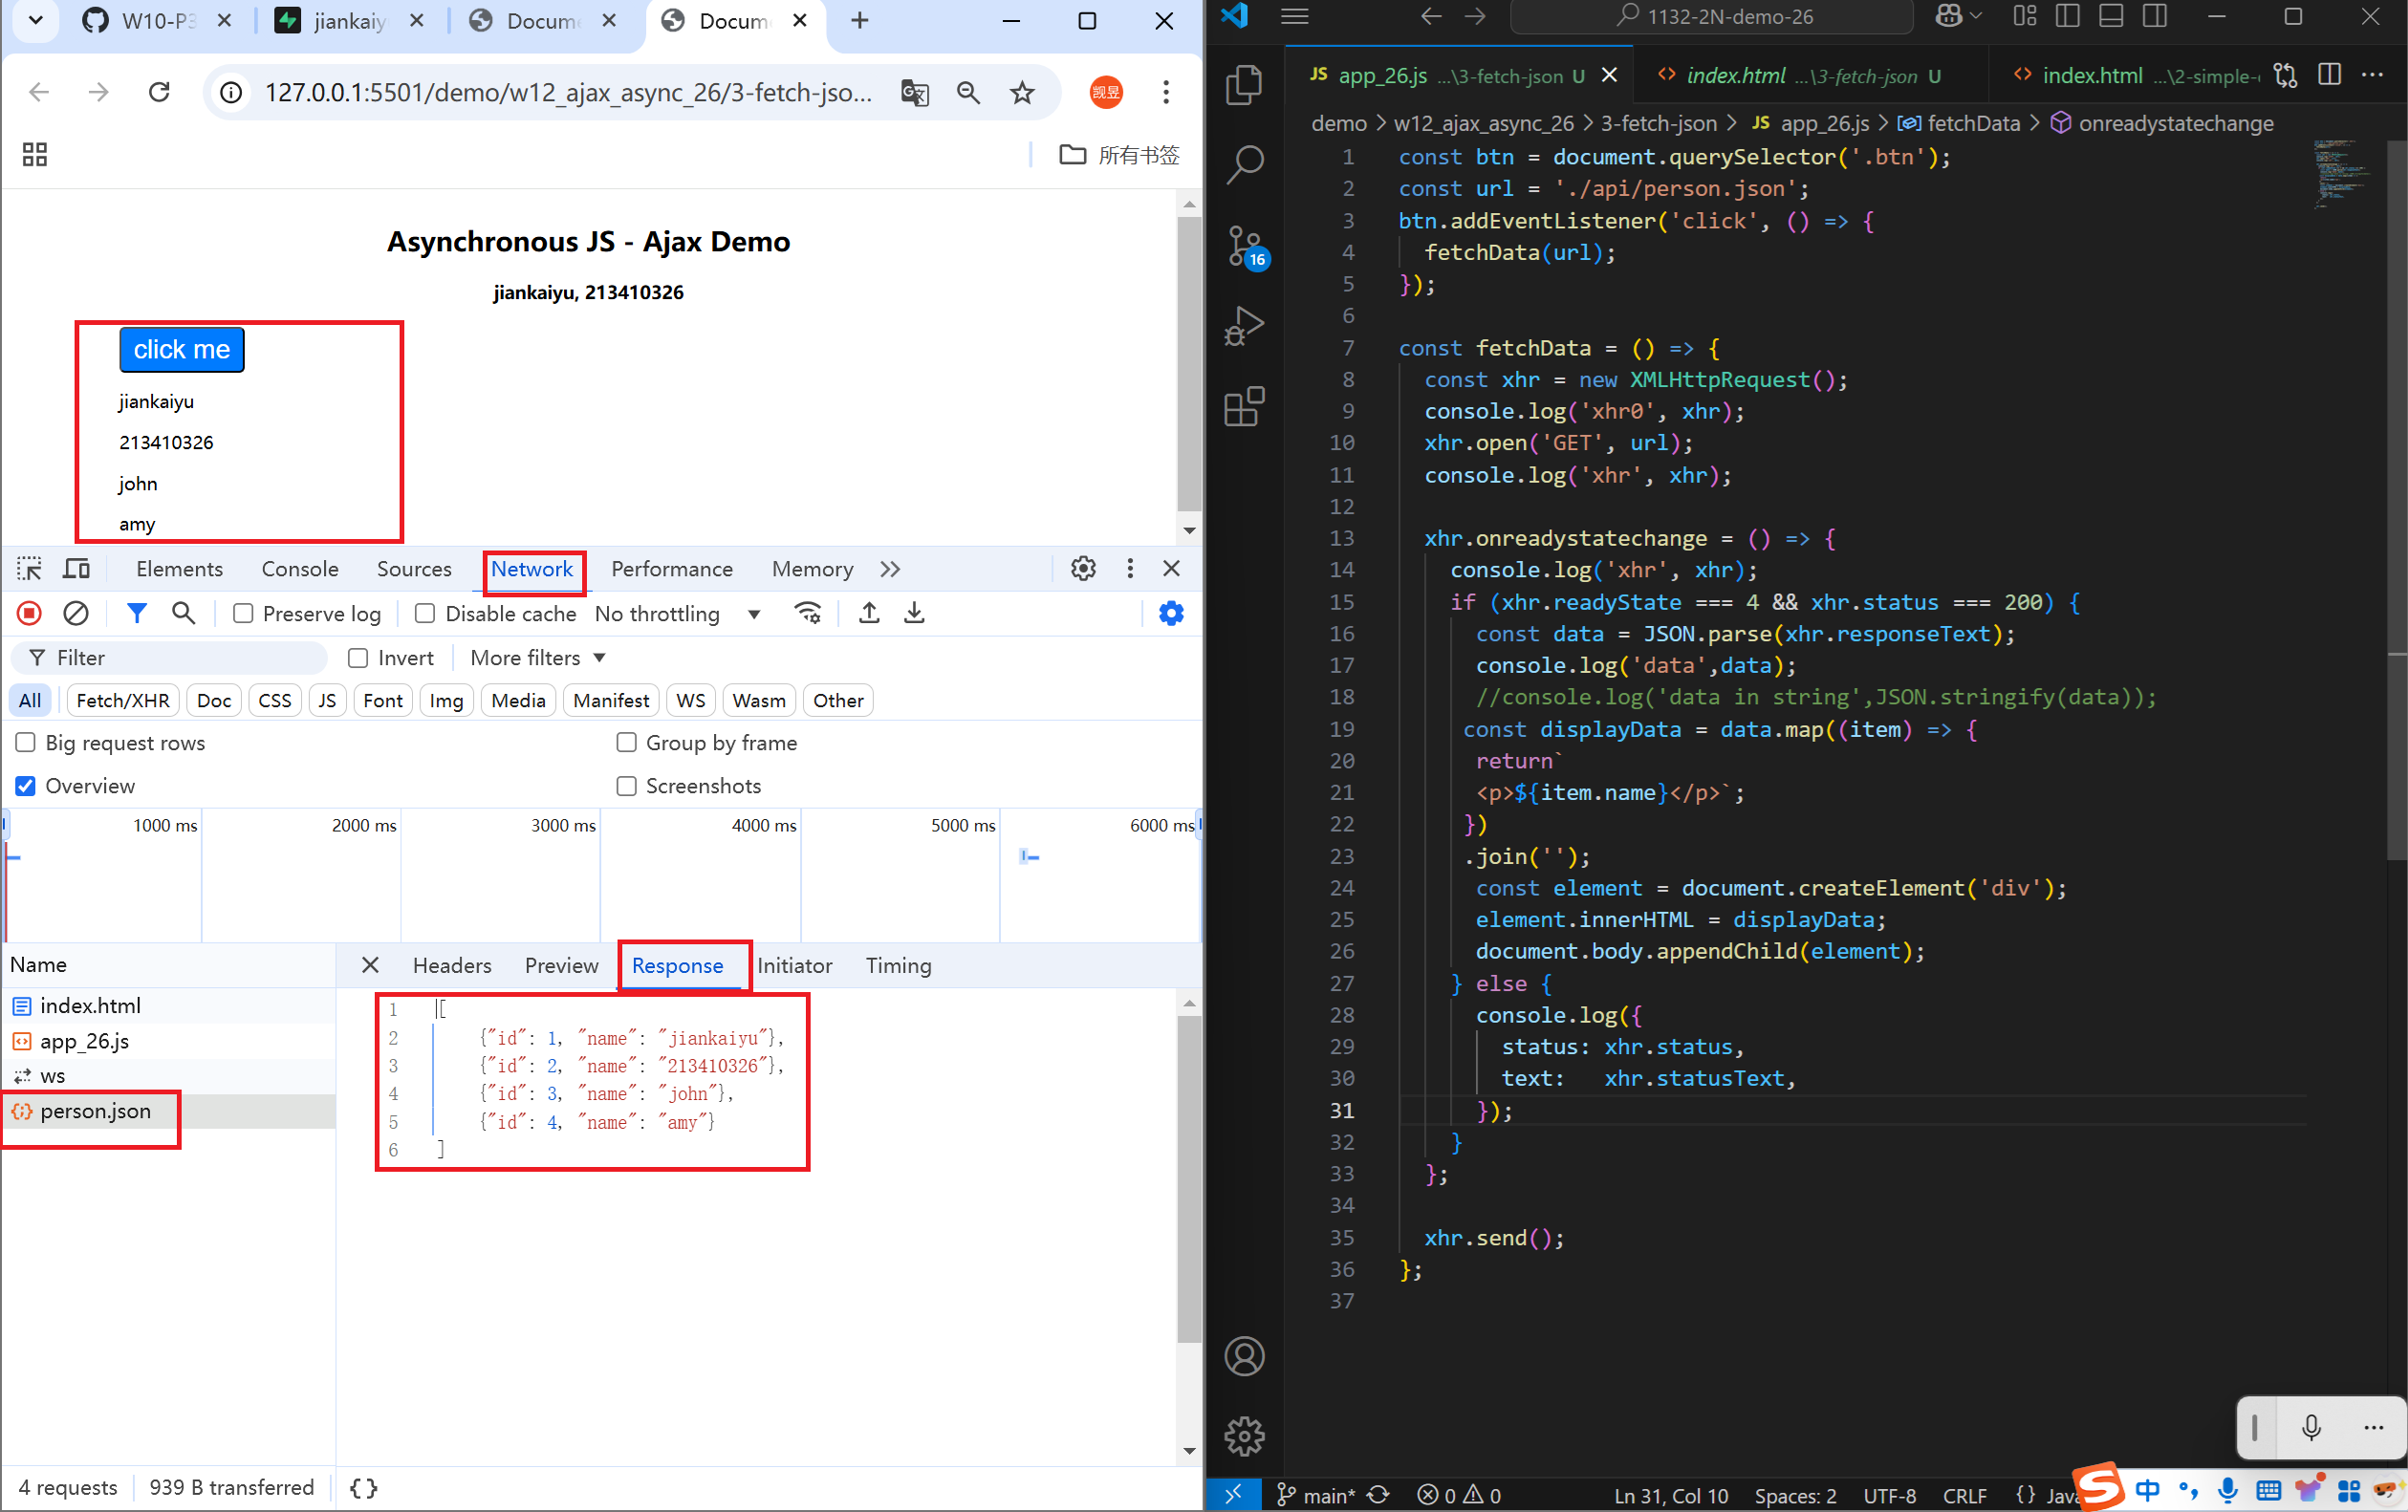 W10-P3
jiankaiy
Docum
Docum
127.0.0.1:5501/demo/w12_ajax_async_26/3-fetch-jso...
觊昱
所有书签
Asynchronous JS - Ajax Demo
jiankaiyu, 213410326
click me
jiankaiyu
213410326
john
amy
Elements Console Sources Network Performance Memory
Preserve log Disable cache No throttling
Filter Invert More filters
All Fetch/XHR Doc CSS JS Font Img Media Manifest WS Wasm Other
Big request rows Group by frame
Overview Screenshots
1000 ms 2000 ms 3000 ms 4000 ms 5000 ms 6000 ms
Name
Headers Preview Response Initiator Timing
index.html
app_26.js
ws
person.json
1 [
2 {"id": 1, "name": "jiankaiyu"},
3 {"id": 2, "name": "213410326"},
4 {"id": 3, "name": "john"},
5 {"id": 4, "name": "amy"}
6 ]
4 requests 939 B transferred {}
1132-2N-demo-26
JS app_26.js ...\3-fetch-json U
index.html ...\3-fetch-json U
index.html ...\2-simple-
demo > w12_ajax_async_26 > 3-fetch-json > JS app_26.js > fetchData > onreadystatechange
16
1 const btn = document.querySelector('.btn');
2 const url = './api/person.json';
3 btn.addEventListener('click', () => {
4 fetchData(url);
5 });
6
7 const fetchData = () => {
8 const xhr = new XMLHttpRequest();
9 console.log('xhr0', xhr);
10 xhr.open('GET', url);
11 console.log('xhr', xhr);
12
13 xhr.onreadystatechange = () => {
14 console.log('xhr', xhr);
15 if (xhr.readyState === 4 && xhr.status === 200) {
16 const data = JSON.parse(xhr.responseText);
17 console.log('data',data);
18 //console.log('data in string',JSON.stringify(data));
19 const displayData = data.map((item) => {
20 return`
21 <p>${item.name}</p>`;
22 })
23 .join('');
24 const element = document.createElement('div');
25 element.innerHTML = displayData;
26 document.body.appendChild(element);
27 } else {
28 console.log({
29 status: xhr.status,
30 text: xhr.statusText,
31 });
32 }
33 };
34
35 xhr.send();
36 };
37
main* 0 0 Ln 31, Col 10 Spaces: 2 UTF-8 CRLF {} Java
中